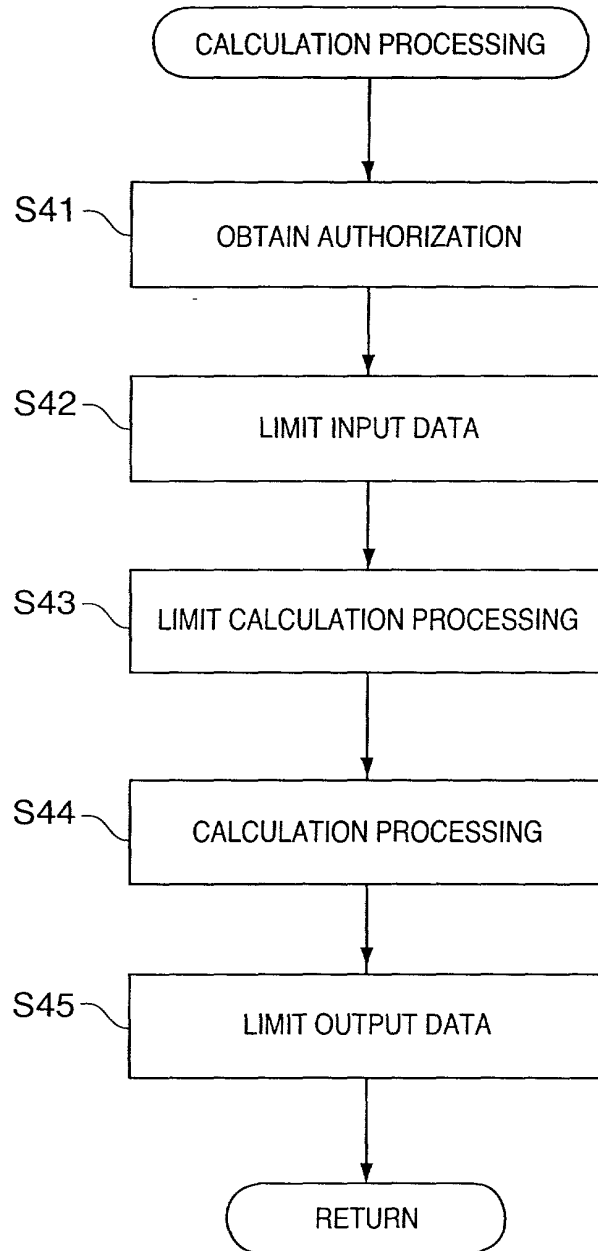 CALCULATION PROCESSING
S41
OBTAIN AUTHORIZATION
S42
LIMIT INPUT DATA
S43
LIMIT CALCULATION PROCESSING
S44
CALCULATION PROCESSING
S45
LIMIT OUTPUT DATA
RETURN